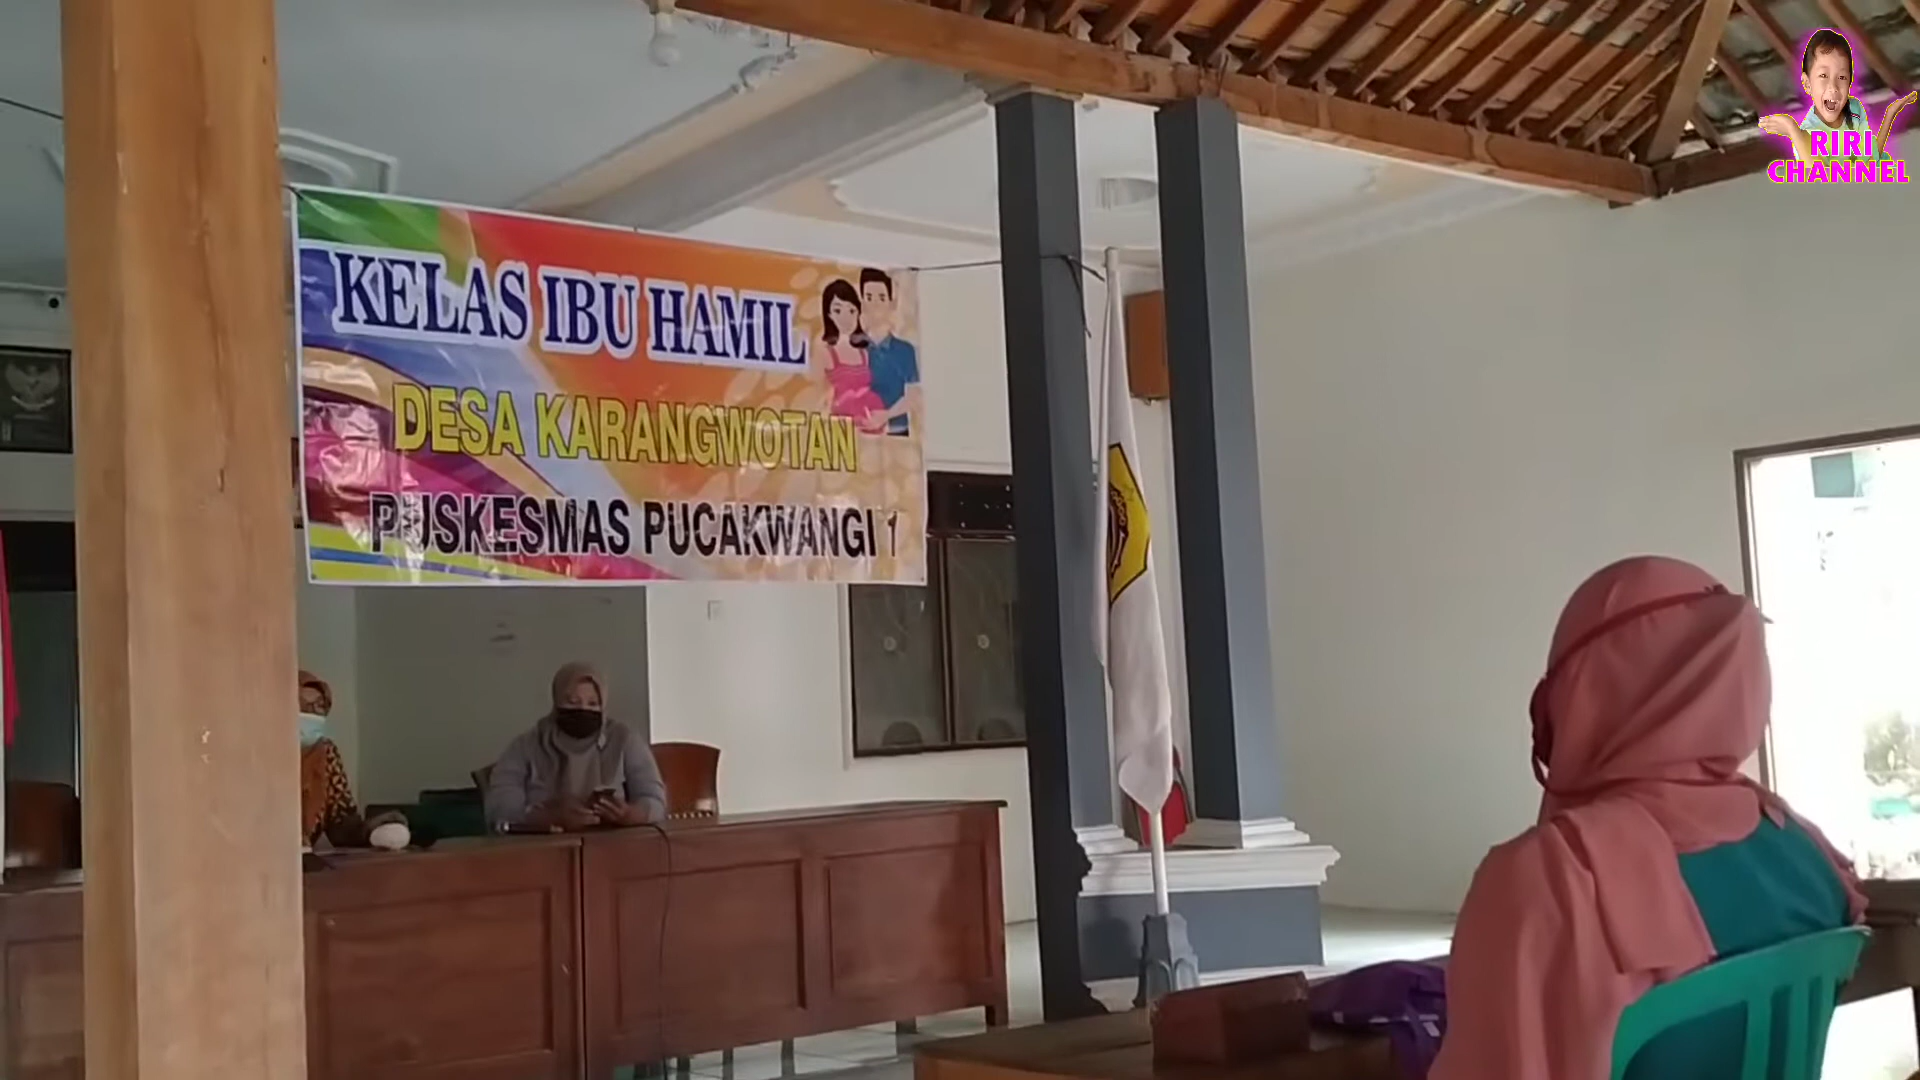 KELAS IBU HAMIL
DESA KARANGWOTAN
PUSKESMAS PUCAKWANGI 1
RIRI
CHANNEL